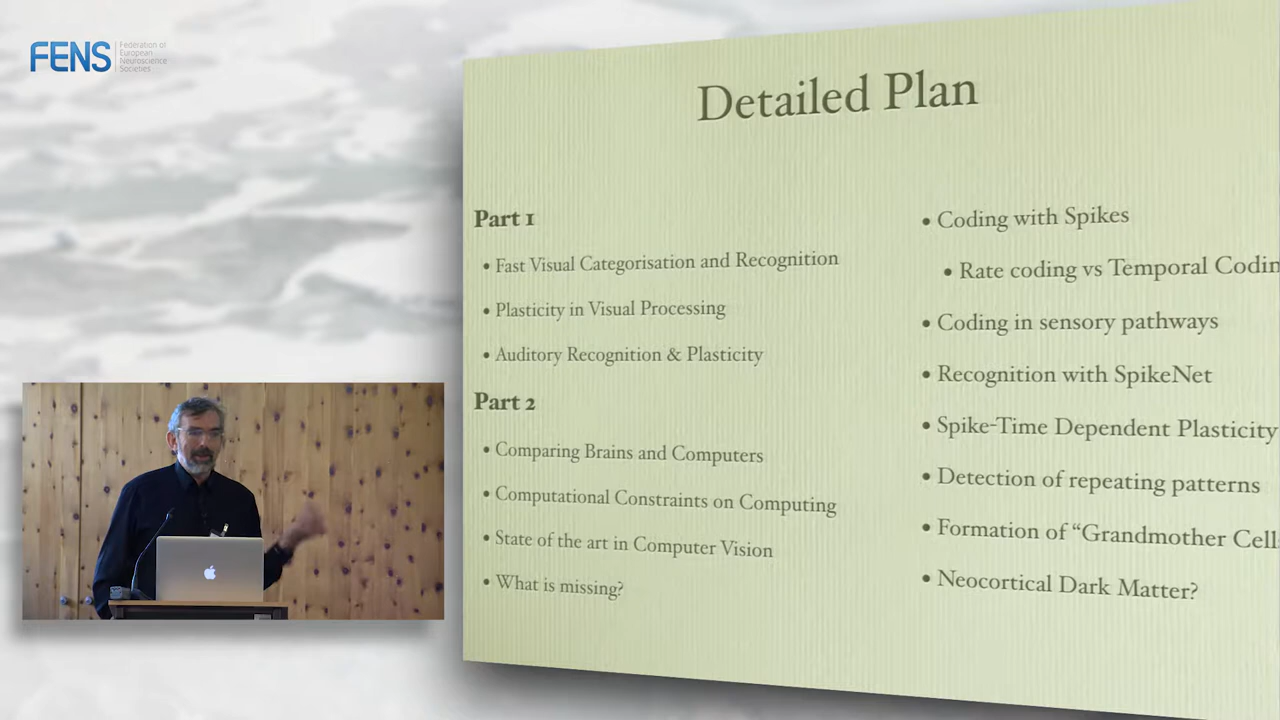 FENS
Federation of
European
Neuroscience
Societies
Detailed Plan
Part 1
• Fast Visual Categorisation and Recognition
• Plasticity in Visual Processing
• Auditory Recognition & Plasticity
Part 2
• Comparing Brains and Computers
• Computational Constraints on Computing
• State of the art in Computer Vision
• What is missing?
• Coding with Spikes
• Rate coding vs Temporal Codin
• Coding in sensory pathways
• Recognition with SpikeNet
• Spike-Time Dependent Plasticity
• Detection of repeating patterns
• Formation of “Grandmother Cell
• Neocortical Dark Matter?